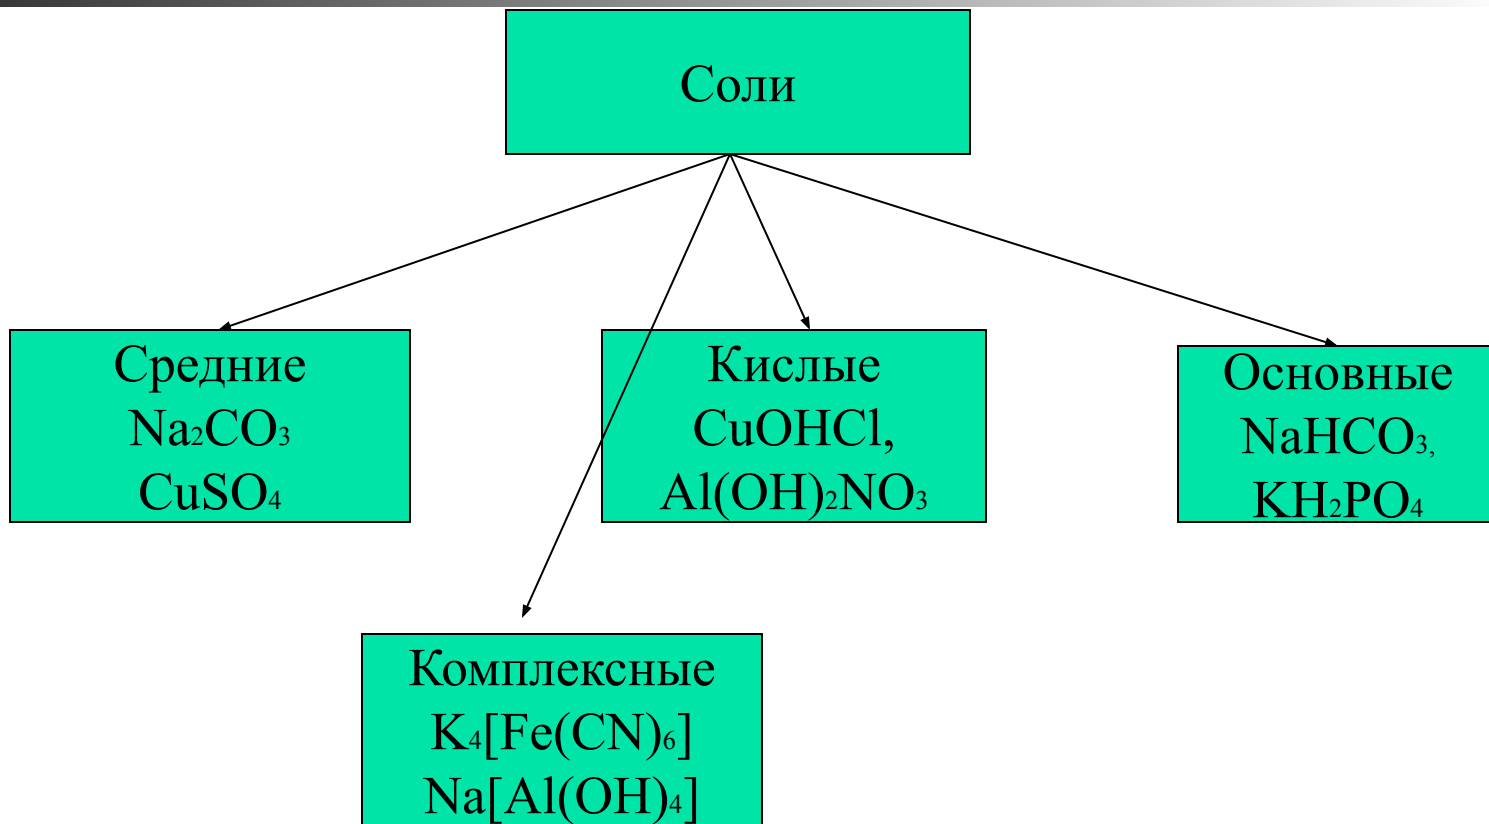 Соли
Средние
Na₂CO₃
CuSO₄
Кислые
CuOHCl,
Al(OH)₂NO₃
Основные
NaHCO₃,
KH₂PO₄
Комплексные
K₄[Fe(CN)₆]
Na[Al(OH)₄]